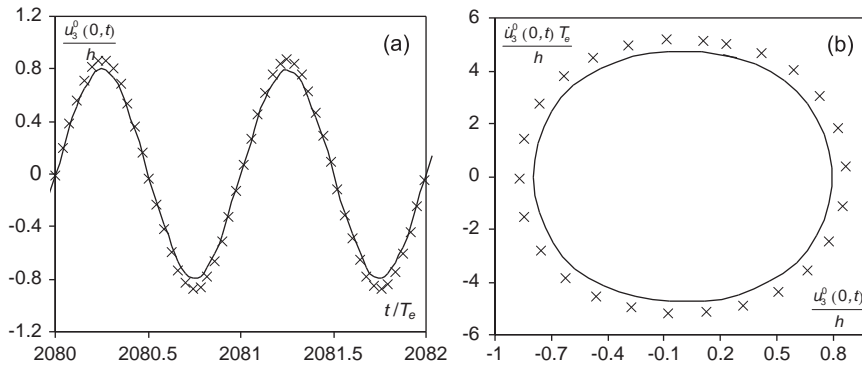 1.2
0.8
0.4
0
-0.4
-0.8
-1.2
2080
2080.5
2081
2081.5
2082
u₃⁰(0,t)
h
(a)
t/Tₑ
6
4
2
0
-2
-4
-6
-1
-0.7
-0.4
-0.1
0.2
0.5
0.8
u̇₃⁰(0,t)Tₑ
h
(b)
u₃⁰(0,t)
h